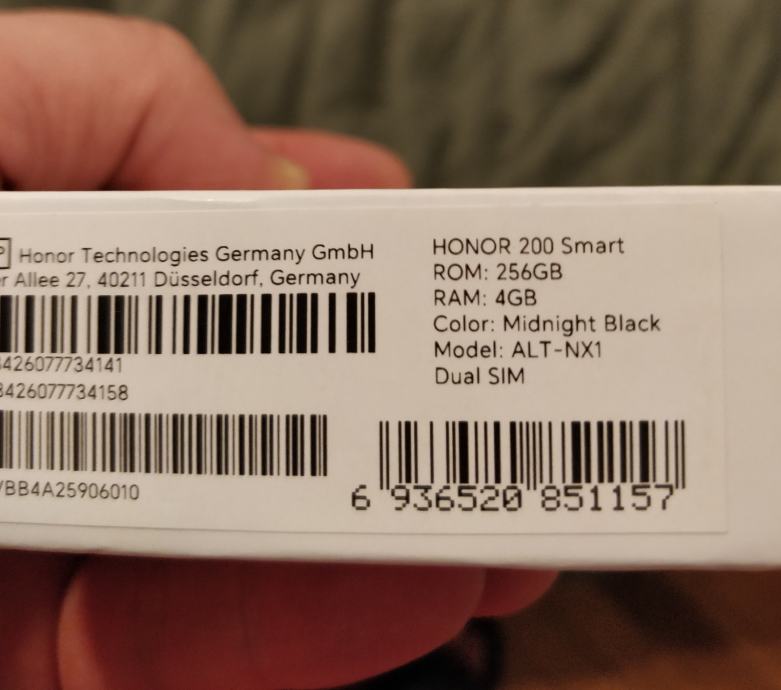 Honor Technologies Germany GmbH
Allee 27, 40211 Düsseldorf, Germany
426077734141
426077734158
BB4A25906010
HONOR 200 Smart
ROM: 256GB
RAM: 4GB
Color: Midnight Black
Model: ALT-NX1
Dual SIM
6 936520 851157